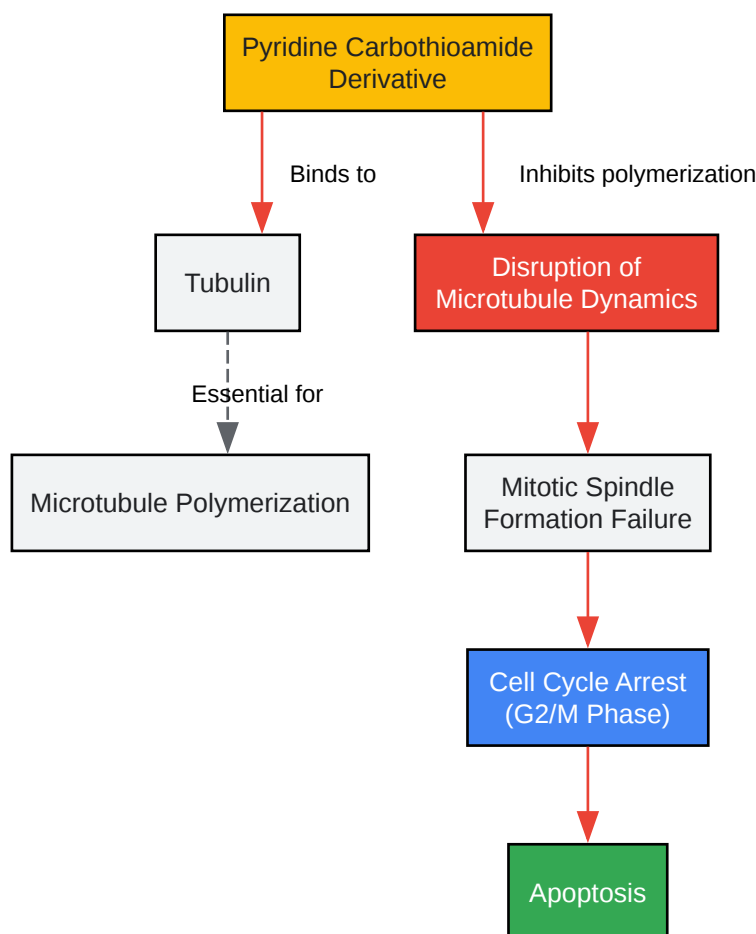 Pyridine Carbothioamide
Derivative
Binds to
Inhibits polymerization
Tubulin
Disruption of
Microtubule Dynamics
Essential for
Microtubule Polymerization
Mitotic Spindle
Formation Failure
Cell Cycle Arrest
(G2/M Phase)
Apoptosis